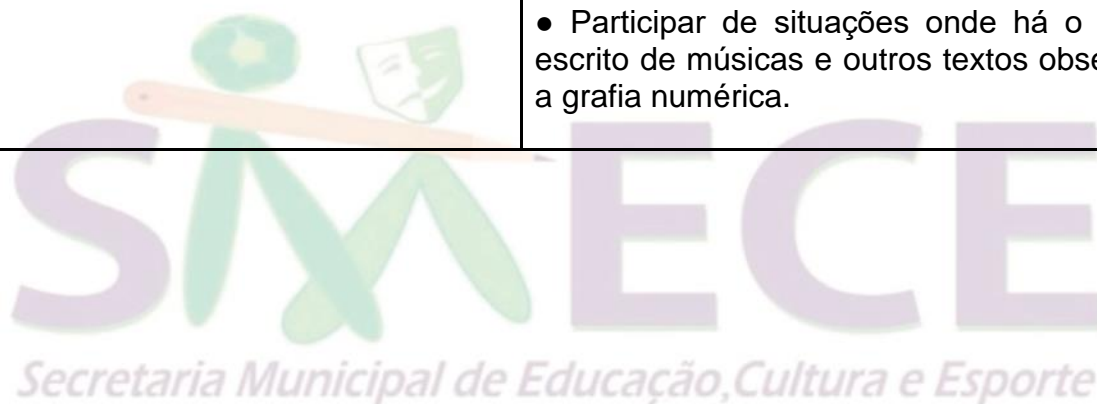 ● Participar de situações onde há o
escrito de músicas e outros textos obse
a grafia numérica.
SMECE
Secretaria Municipal de Educação,Cultura e Esporte